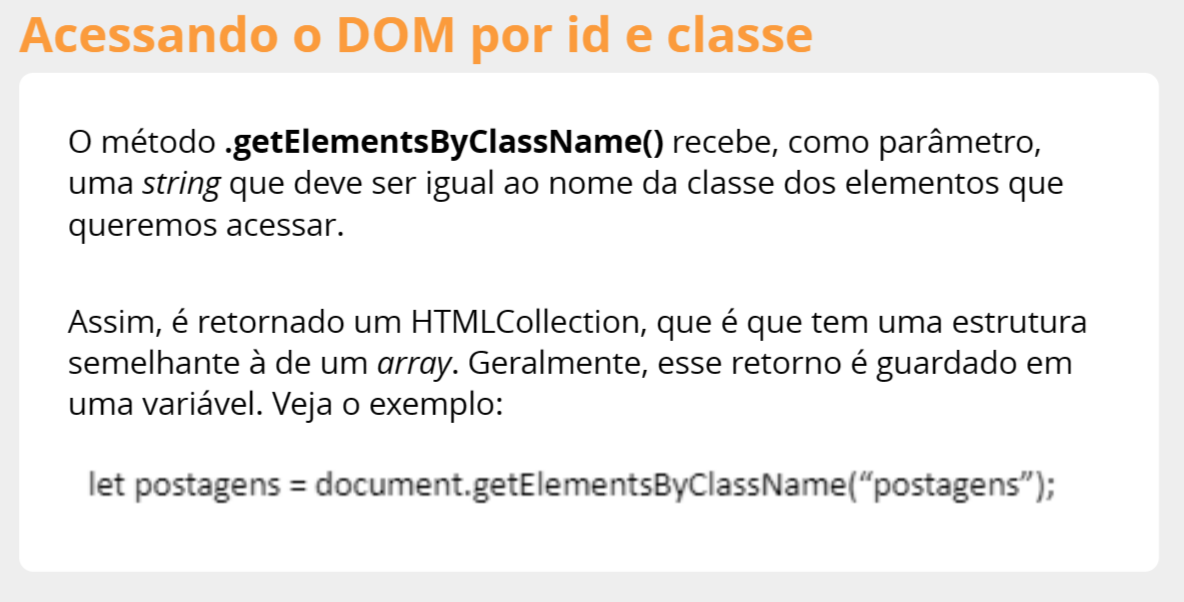 Acessando o DOM por id e classe
O método .getElementsByClassName() recebe, como parâmetro,
uma string que deve ser igual ao nome da classe dos elementos que
queremos acessar.
Assim, é retornado um HTMLCollection, que é que tem uma estrutura
semelhante à de um array. Geralmente, esse retorno é guardado em
uma variável. Veja o exemplo:
let postagens = document.getElementsByClassName(“postagens”);